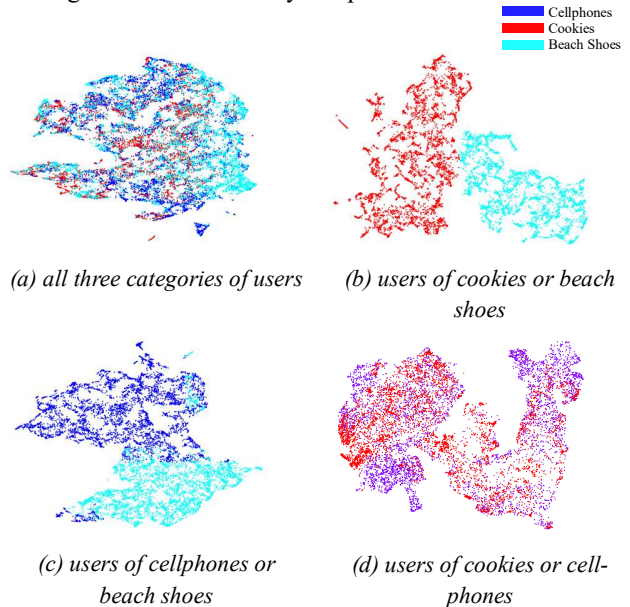 Cellphones
Cookies
Beach Shoes
(a) all three categories of users
(b) users of cookies or beach
shoes
(c) users of cellphones or
beach shoes
(d) users of cookies or cell-
phones